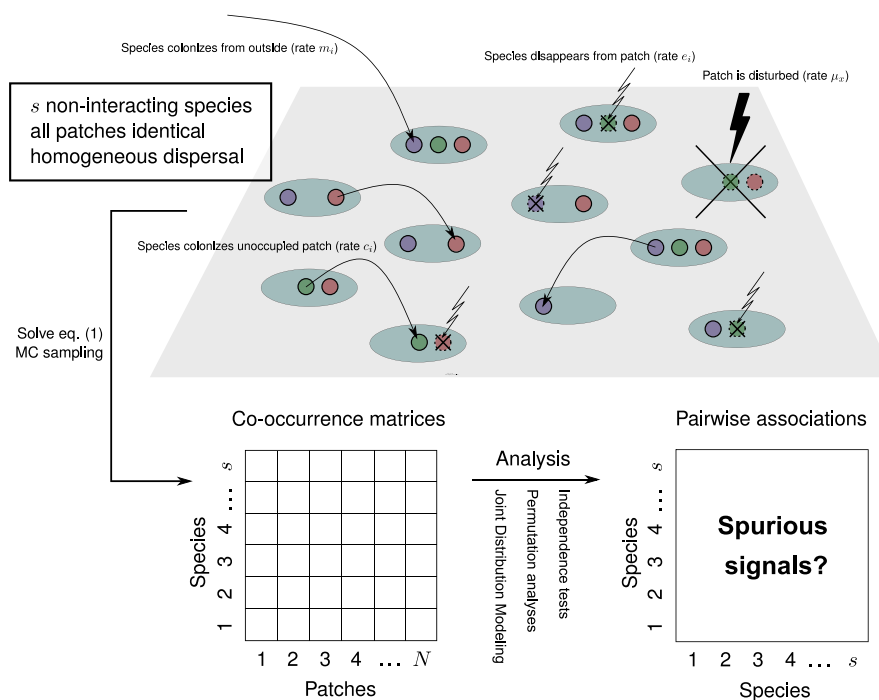 Species colonizes from outside (rate m_i)
Species disappears from patch (rate e_i)
Patch is disturbed (rate μ_x)
s non-interacting species
all patches identical
homogeneous dispersal
Species colonizes unoccupied patch (rate c_i)
Solve eq. (1)
MC sampling
Co-occurrence matrices
Species
1 2 3 4 ... s
1 2 3 4 ... N
Patches
Analysis
Independence tests
Permutation analyses
Joint Distribution Modeling
Pairwise associations
Species
1 2 3 4 ... s
Spurious
signals?
1 2 3 4 ... s
Species